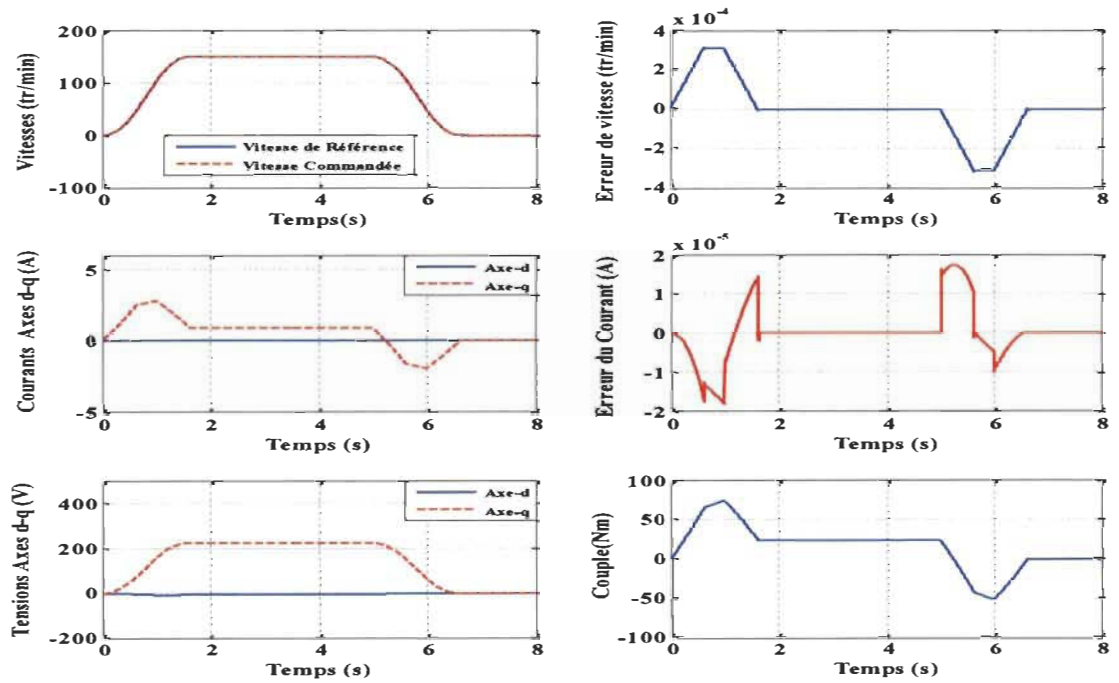 Vitesses (tr/min)
200
100
0
-100
0 2 4 6 8
Temps(s)
Vitesse de Référence
Vitesse Commandée
Erreur de vitesse (tr/min)
x 10-4
4
2
0
-2
-4
0 2 4 6 8
Temps (s)
Courants Axes d-q (A)
5
0
-5
0 2 4 6 8
Temps (s)
Axe-d
Axe-q
Erreur du Courant (A)
x 10-5
2
1
0
-1
-2
0 2 4 6 8
Temps (s)
Tensions Axes d-q (V)
400
200
0
-200
0 2 4 6 8
Temps (s)
Axe-d
Axe-q
Couple(Nm)
100
50
0
-50
-100
0 2 4 6 8
Temps (s)